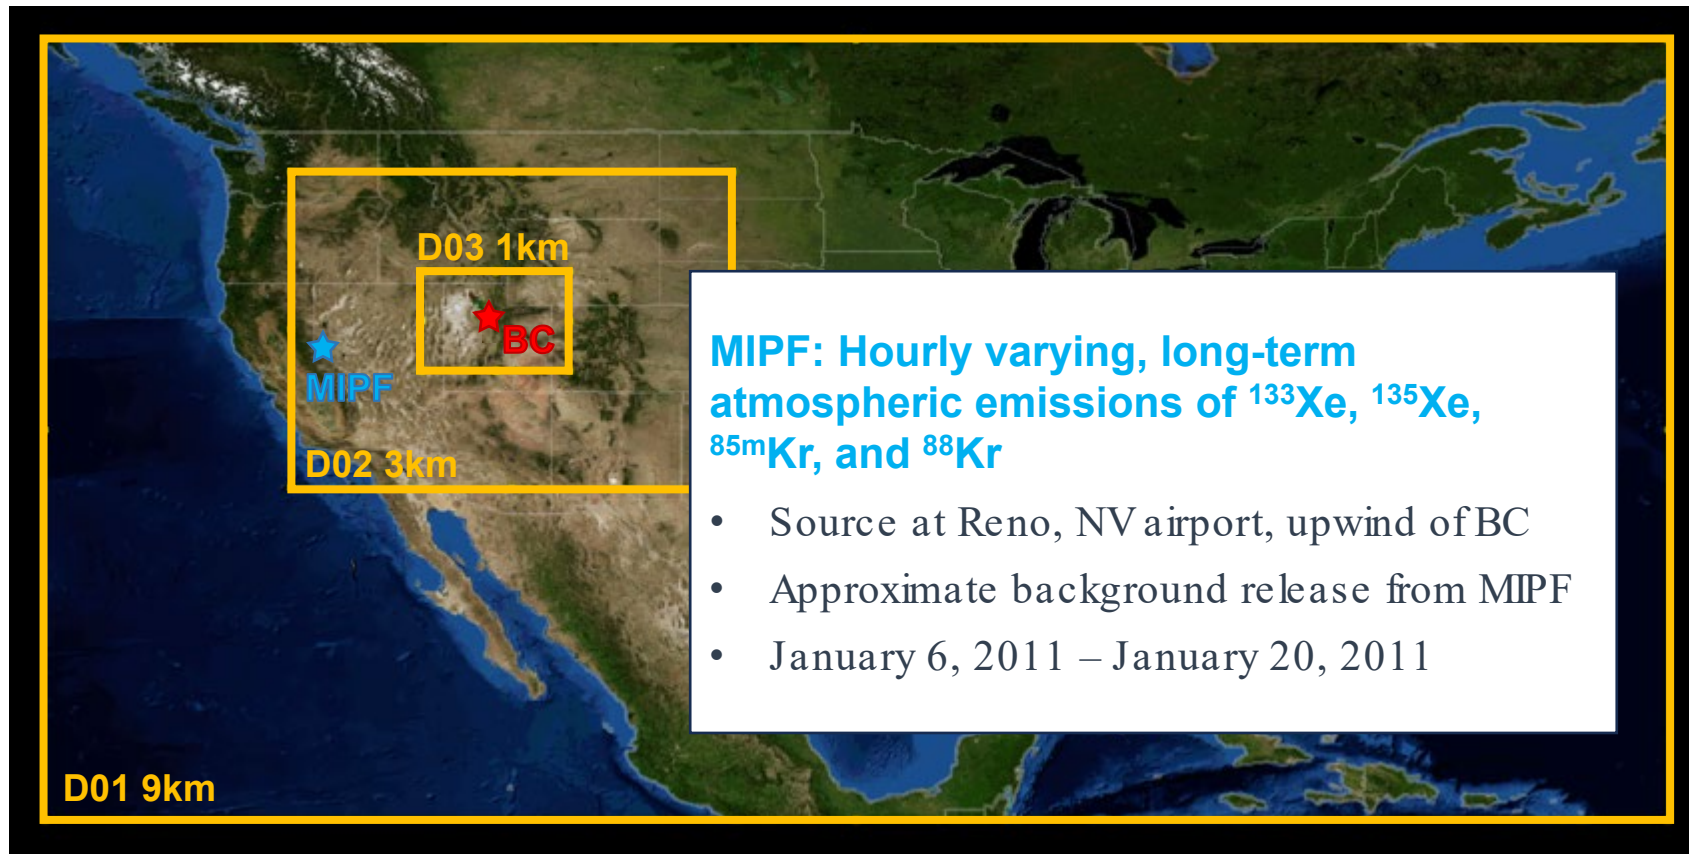 D03 1km
BC
MIPF
D02 3km
D01 9km
MIPF: Hourly varying, long-term
atmospheric emissions of ¹³³Xe, ¹³⁵Xe,
⁸⁵ᵐKr, and ⁸⁸Kr
• Source at Reno, NV airport, upwind of BC
• Approximate background release from MIPF
• January 6, 2011 – January 20, 2011